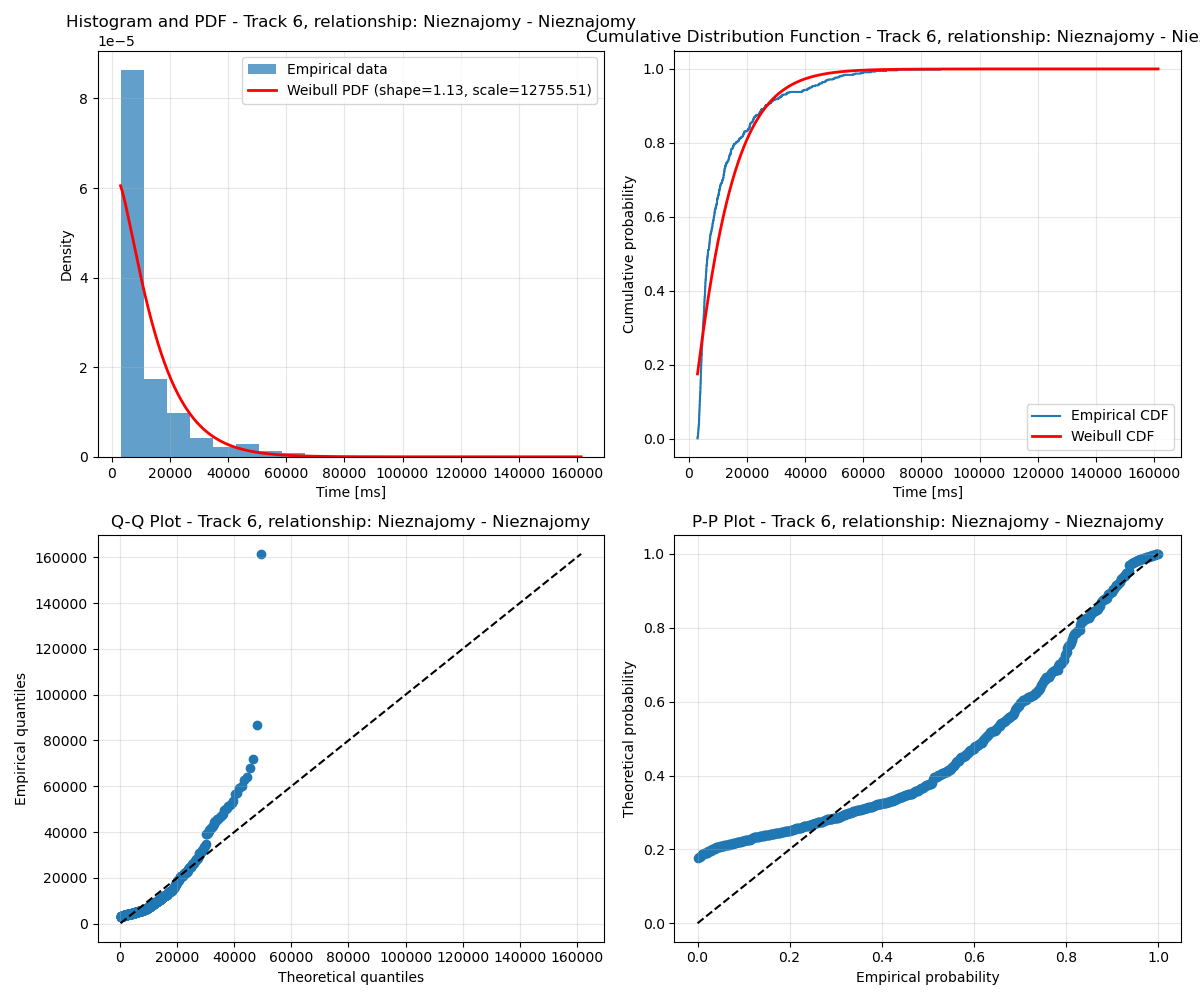 Histogram and PDF - Track 6, relationship: Nieznajomy - Nieznajomy
1e−5
Empirical data
Weibull PDF (shape=1.13, scale=12755.51)
Density
8
6
4
2
0
0 20000 40000 60000 80000 100000 120000 140000 160000
Time [ms]
Cumulative Distribution Function - Track 6, relationship: Nieznajomy - Nie
Cumulative probability
1.0
0.8
0.6
0.4
0.2
0.0
Empirical CDF
Weibull CDF
0 20000 40000 60000 80000 100000 120000 140000 160000
Time [ms]
Q-Q Plot - Track 6, relationship: Nieznajomy - Nieznajomy
Empirical quantiles
160000
140000
120000
100000
80000
60000
40000
20000
0
0 20000 40000 60000 80000 100000 120000 140000 160000
Theoretical quantiles
P-P Plot - Track 6, relationship: Nieznajomy - Nieznajomy
Theoretical probability
1.0
0.8
0.6
0.4
0.2
0.0
0.0 0.2 0.4 0.6 0.8 1.0
Empirical probability